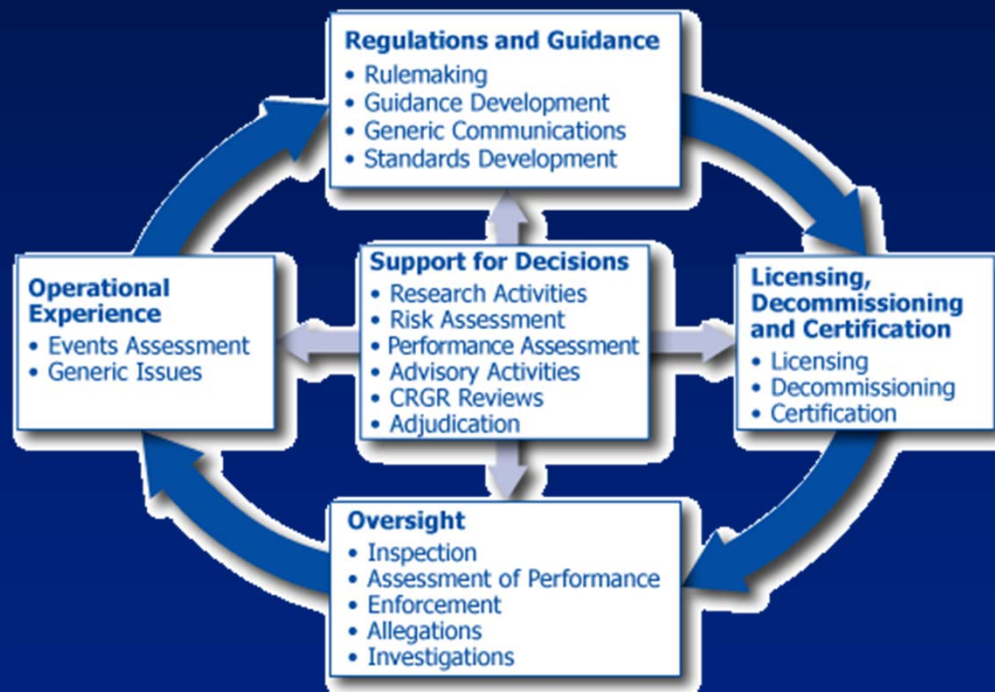 Regulations and Guidance
• Rulemaking
• Guidance Development
• Generic Communications
• Standards Development
Operational
Experience
• Events Assessment
• Generic Issues
Support for Decisions
• Research Activities
• Risk Assessment
• Performance Assessment
• Advisory Activities
• CRGR Reviews
• Adjudication
Licensing,
Decommissioning
and Certification
• Licensing
• Decommissioning
• Certification
Oversight
• Inspection
• Assessment of Performance
• Enforcement
• Allegations
• Investigations